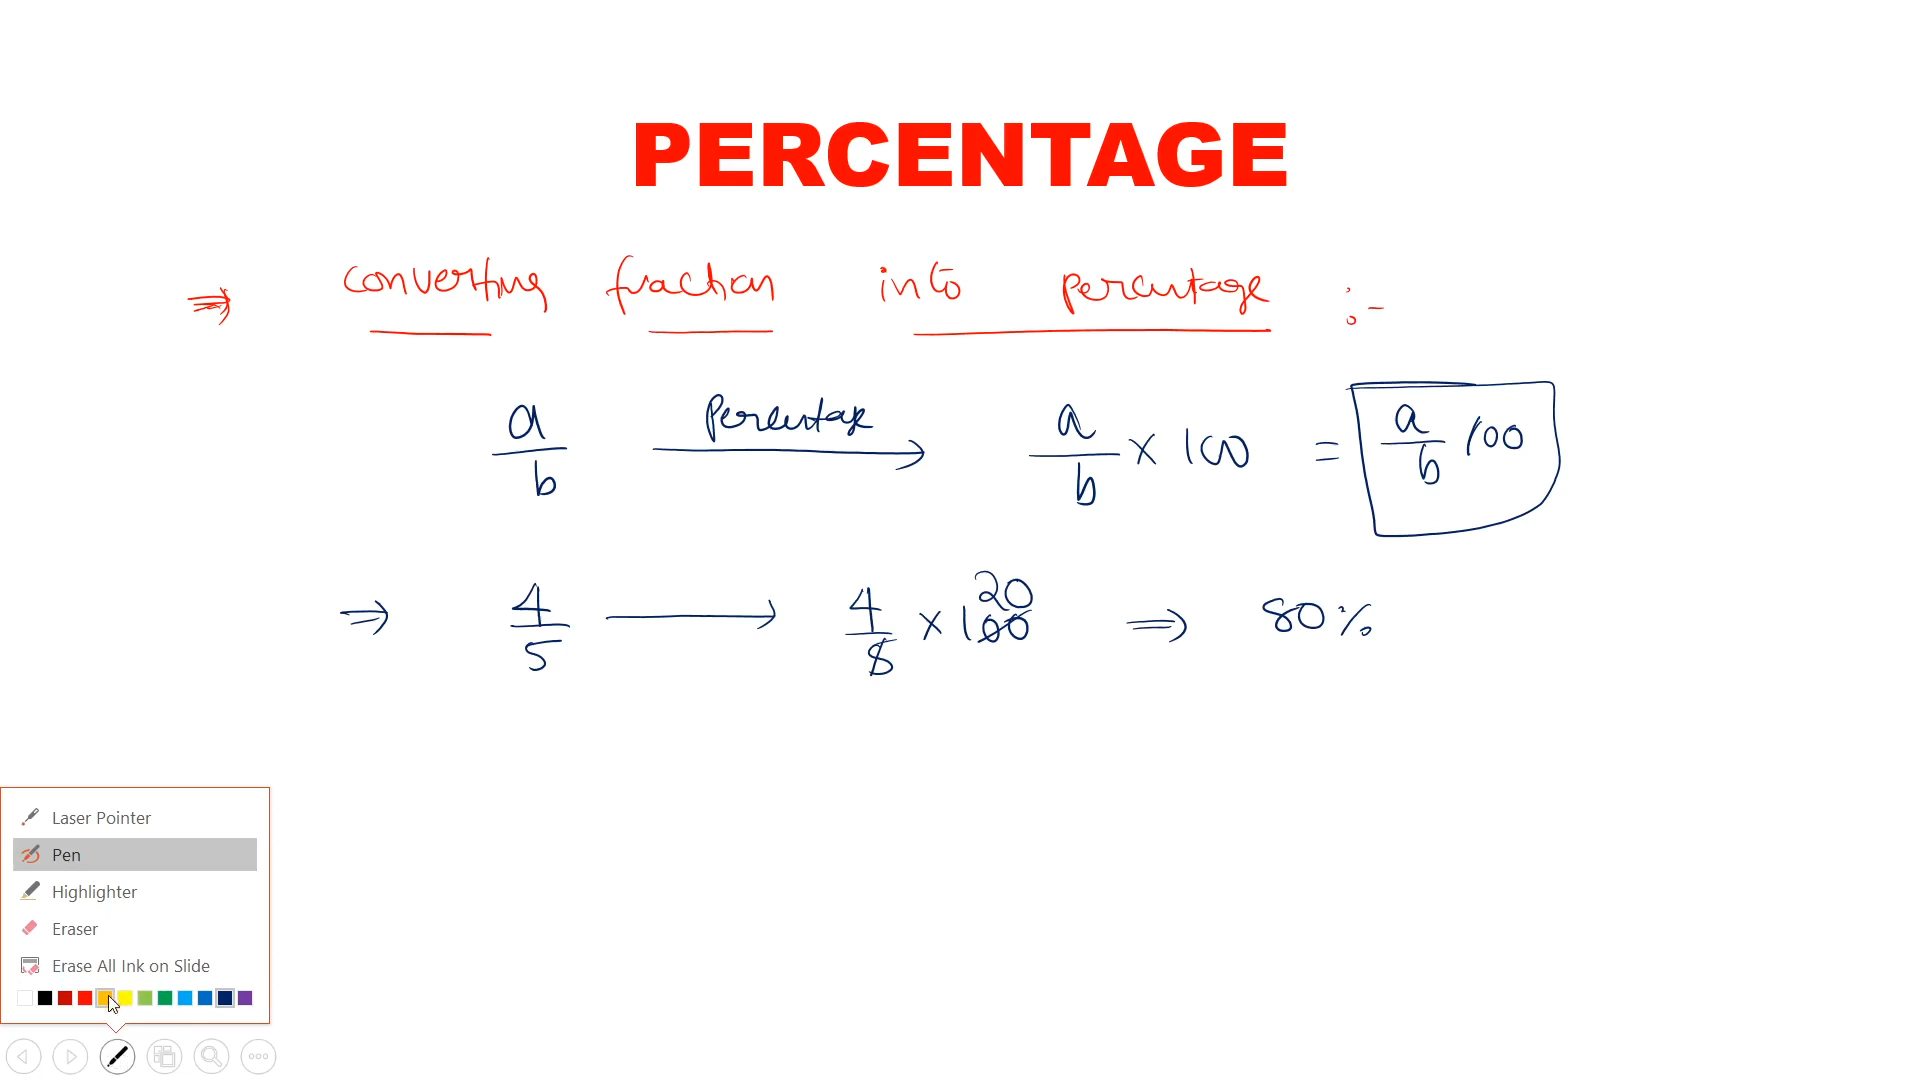 PERCENTAGE
⇒ converting fraction into percentage :-
a/b Percentage → a/b × 100 = a/b 100
⇒ 4/5 → 4/5 × 100 20 ⇒ 80%
Laser Pointer
Pen
Highlighter
Eraser
Erase All Ink on Slide